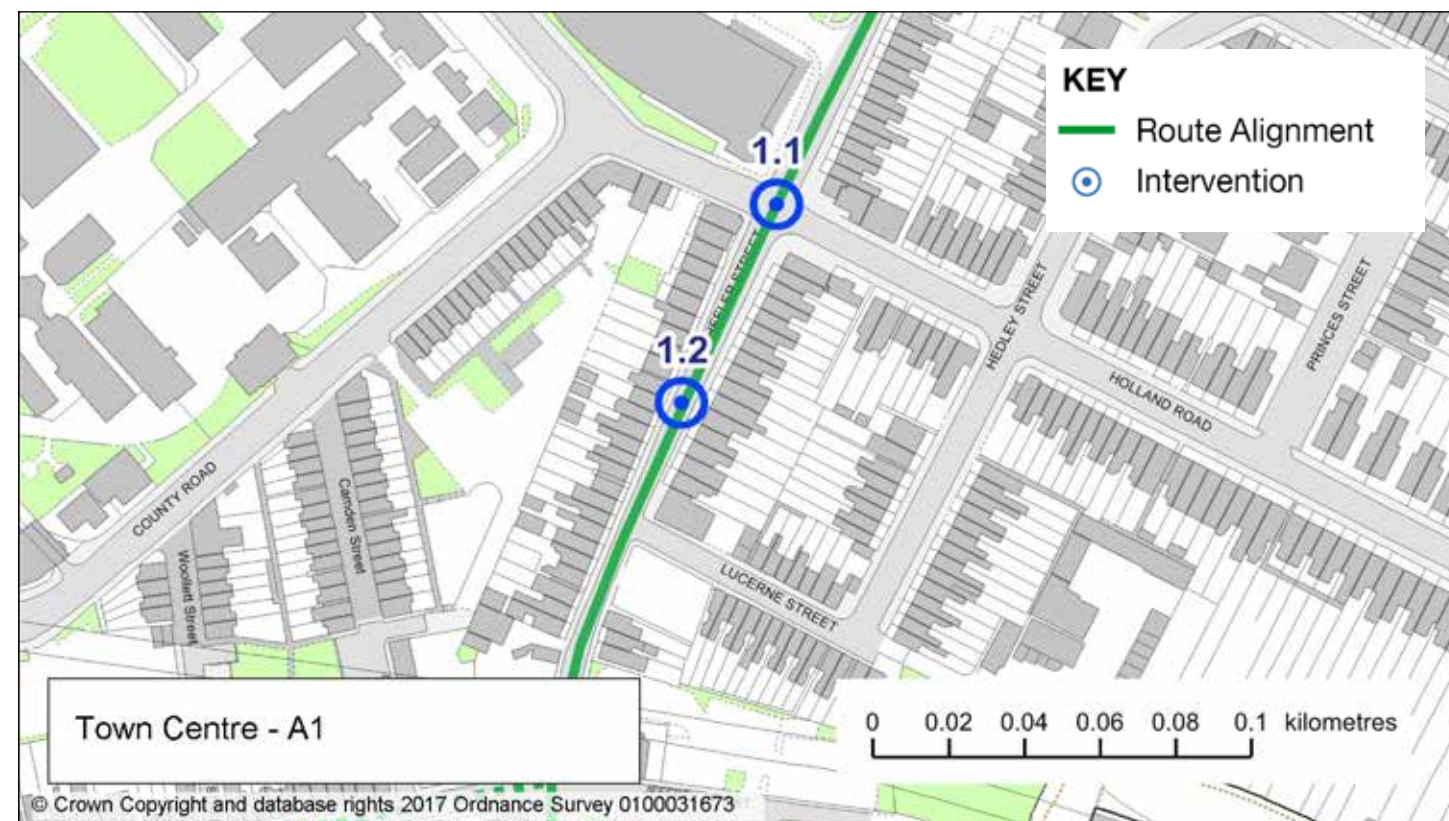 KEY
Route Alignment
Intervention
1.1
1.2
HEDLEY STREET
PRINCES STREET
HOLLAND ROAD
COUNTY ROAD
Camden Street
Woollett Street
LUCERNE STREET
STREET
Town Centre - A1
0 0.02 0.04 0.06 0.08 0.1 kilometres
© Crown Copyright and database rights 2017 Ordnance Survey 0100031673